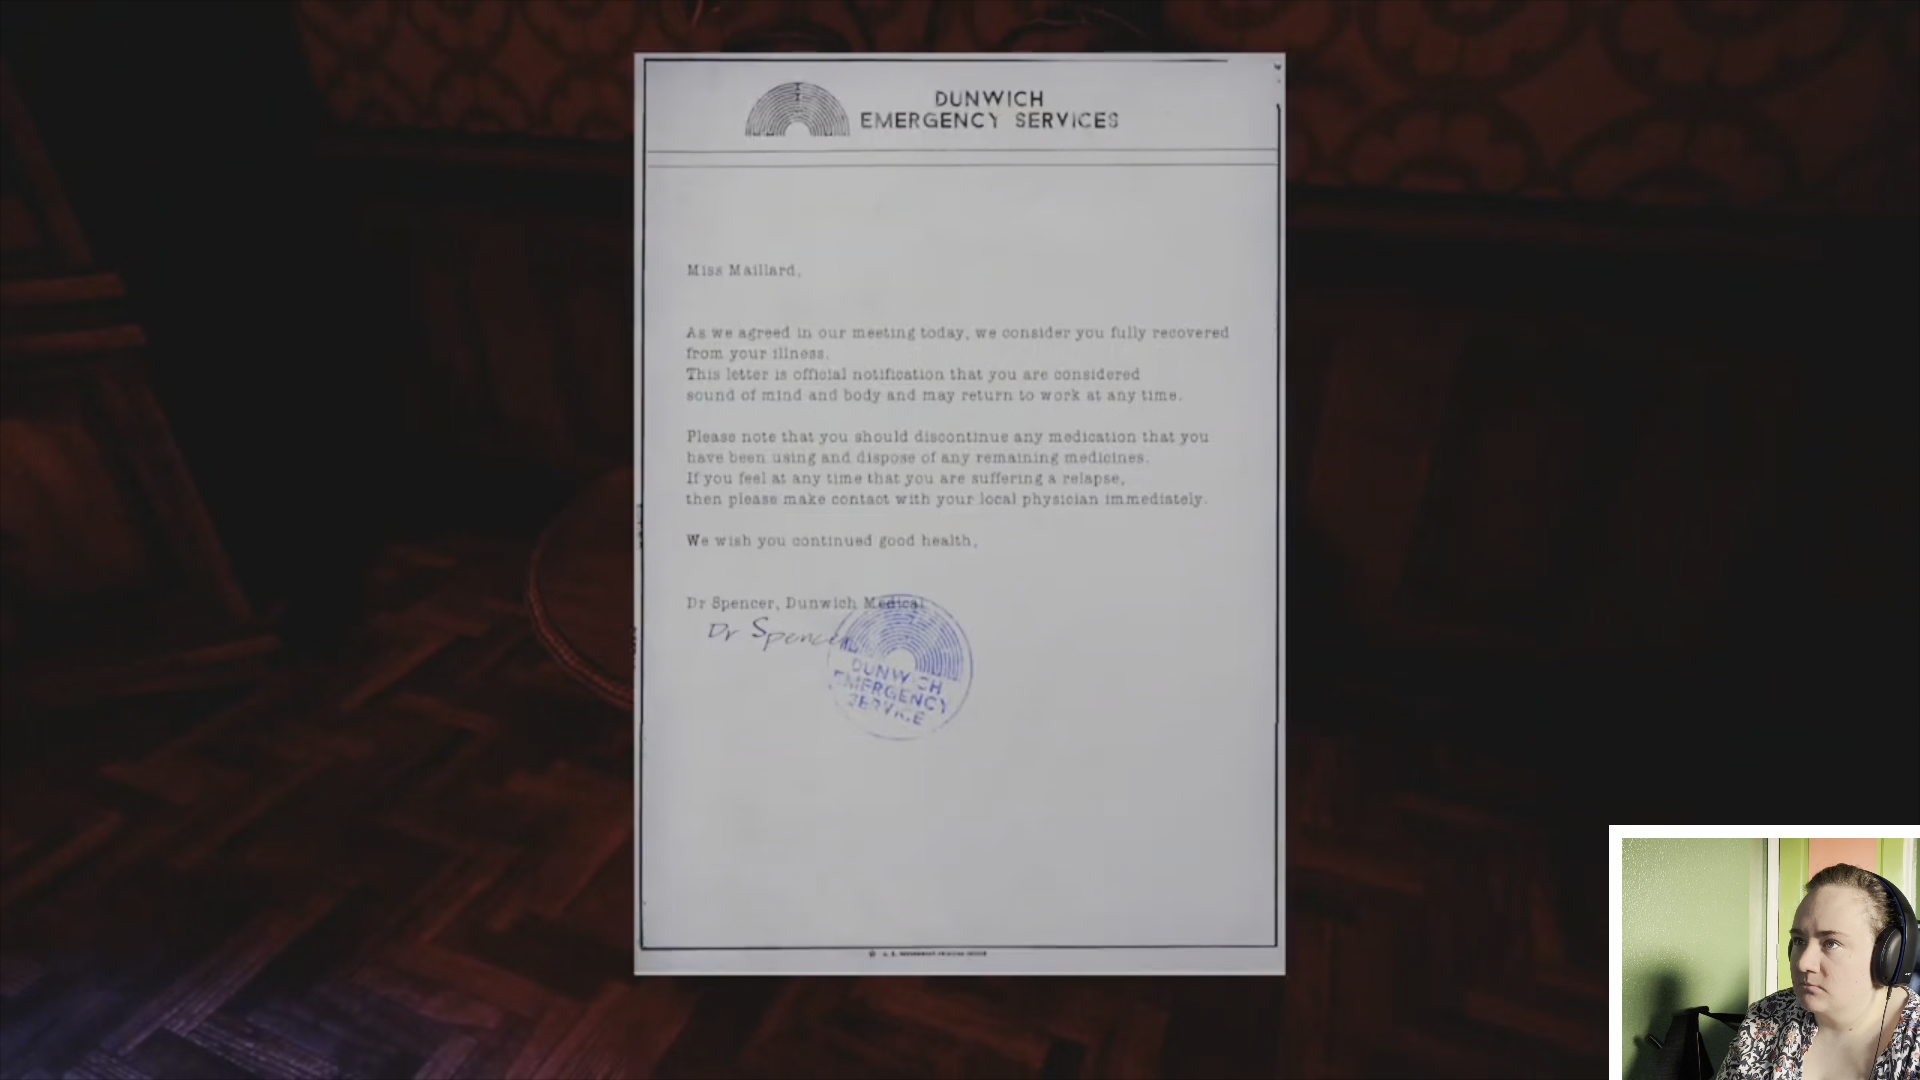 DUNWICH
EMERGENCY SERVICES
Miss Maillard,
As we agreed in our meeting today, we consider you fully recovered
from your illness.
This letter is official notification that you are considered
sound of mind and body and may return to work at any time.
Please note that you should discontinue any medication that you
have been using and dispose of any remaining medicines.
If you feel at any time that you are suffering a relapse,
then please make contact with your local physician immediately.
We wish you continued good health,
Dr Spencer, Dunwich Medical
Dr Spencer
DUNWICH
EMERGENCY
SERVICE